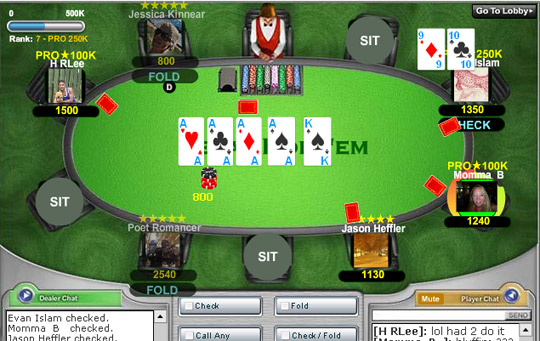 0 500K
Rank: 7 - PRO 250K
Jessica Kinnear
800
FOLD
SIT
Go To Lobby
9 10
9 10
250K
Islam
1350
CHECK
PRO★100K
H RLee
1500
D
A A A A K
A A A A K
'EM
800
PRO★100K
Momma B
1240
SIT
Poet Romancer
2540
FOLD
SIT
Jason Heffler
1130
Dealer Chat
Evan Islam checked.
Momma B checked.
Jason Heffler checked.
Check
Fold
Call Any
Check / Fold
Mute
Player Chat
SEND
[H RLee]: lol had 2 do it